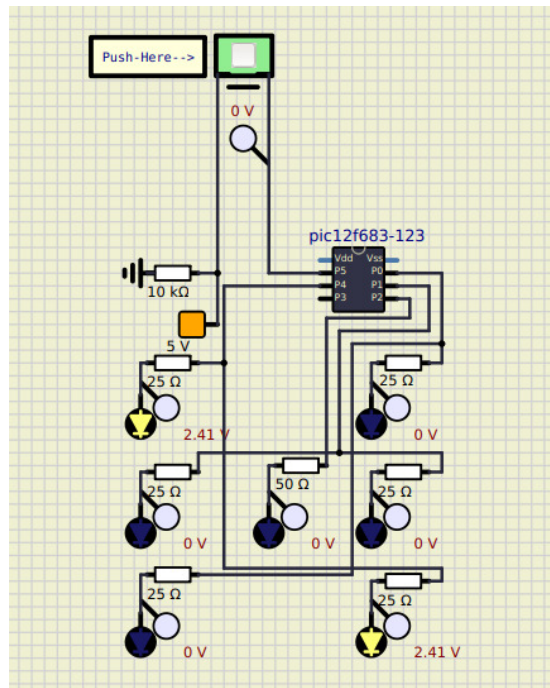 Push-Here-->
0 V
pic12f683-123
Vdd Vss
P5 P0
P4 P1
P3 P2
10 kΩ
5 V
25 Ω
25 Ω
2.41 V
0 V
25 Ω
50 Ω
25 Ω
0 V
0 V
0 V
25 Ω
25 Ω
0 V
2.41 V